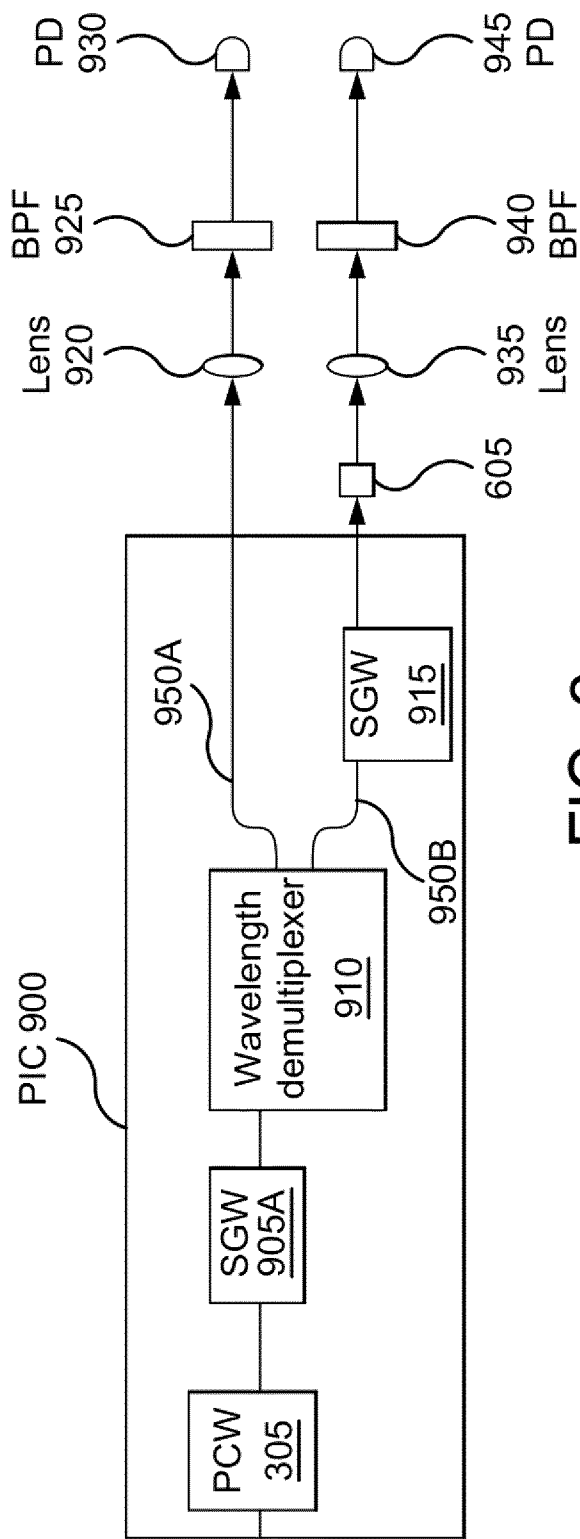 PIC 900
PCW
305
SGW
905A
Wavelength
demultiplexer
910
950A
950B
SGW
915
605
Lens
920
BPF
925
PD
930
935
Lens
940
BPF
945
PD
FIG.